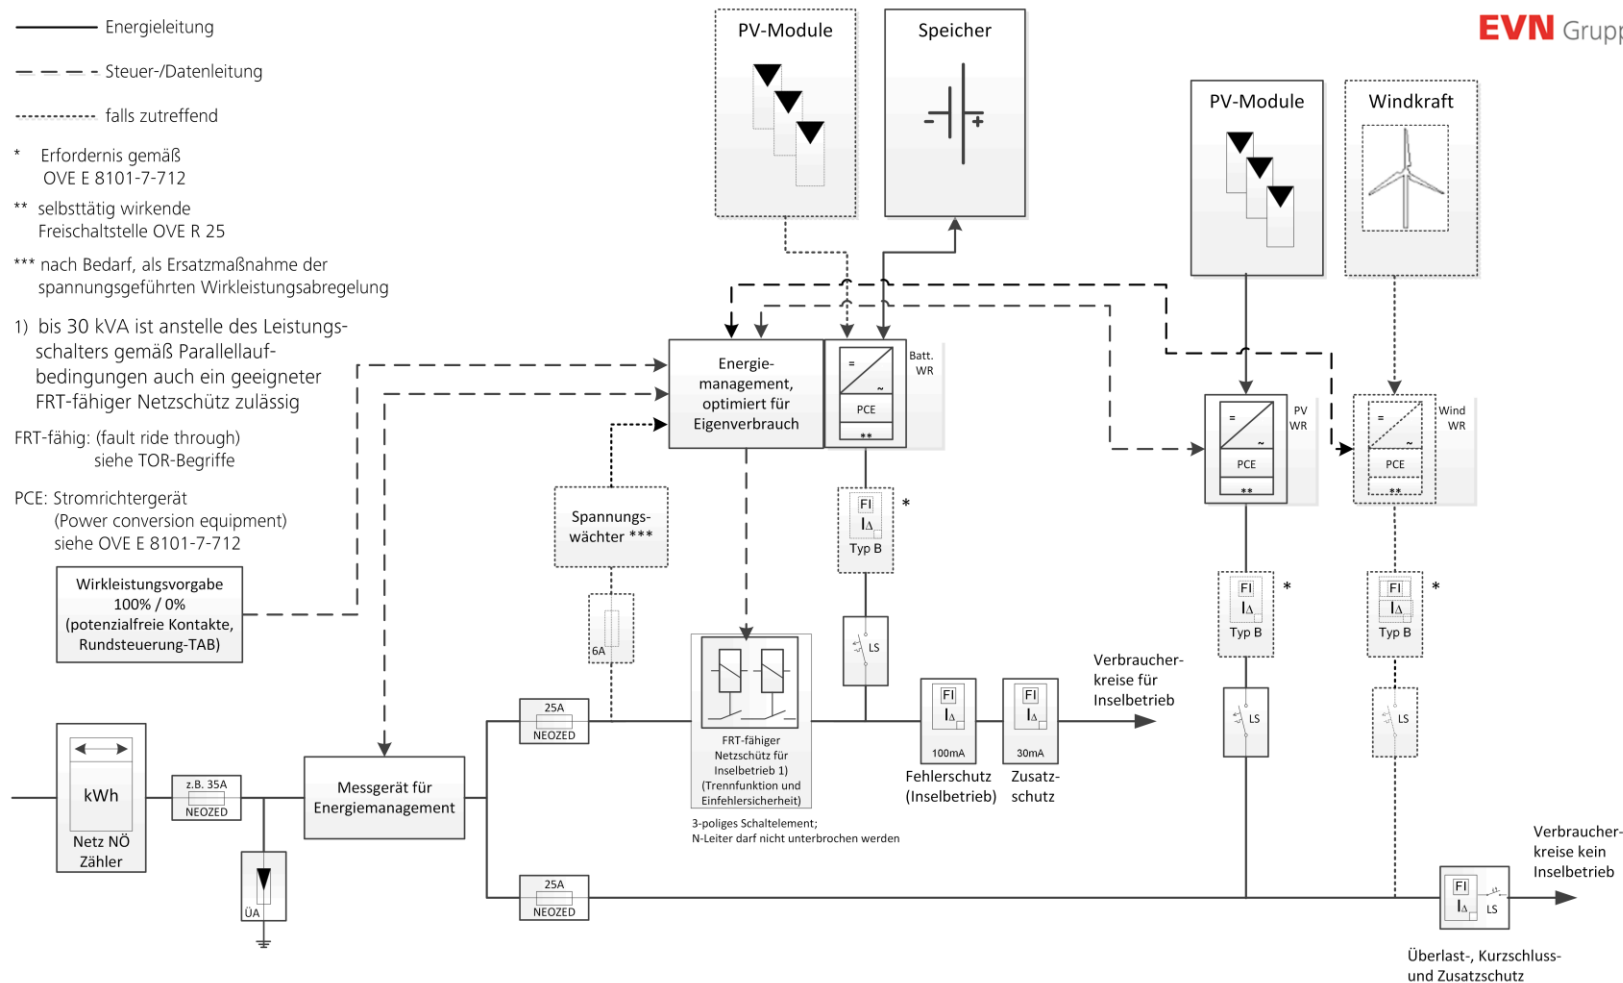 Energieleitung
Steuer-/Datenleitung
falls zutreffend
* Erfordernis gemäß
OVE E 8101-7-712
** selbsttätig wirkende
Freischaltstelle OVE R 25
*** nach Bedarf, als Ersatzmaßnahme der
spannungsgeführten Wirkleistungsabregelung
1) bis 30 kVA ist anstelle des Leistungs-
schalters gemäß Parallellauf-
bedingungen auch ein geeigneter
FRT-fähiger Netzschütz zulässig
FRT-fähig: (fault ride through)
siehe TOR-Begriffe
PCE: Stromrichtergerät
(Power conversion equipment)
siehe OVE E 8101-7-712
Wirkleistungsvorgabe
100% / 0%
(potenzialfreie Kontakte,
Rundsteuerung-TAB)
kWh
Netz NÖ
Zähler
z.B. 35A
NEOZED
ÜA
Messgerät für
Energiemanagement
25A
NEOZED
25A
NEOZED
Spannungs-
wächter ***
6A
PV-Module
Speicher
- +
Energie-
management,
optimiert für
Eigenverbrauch
Batt.
WR
=
~
PCE
**
FI
IΔ
Typ B
*
LS
FRT-fähiger
Netzschütz für
Inselbetrieb 1)
(Trennfunktion und
Einfehlersicherheit)
3-poliges Schaltelement;
N-Leiter darf nicht unterbrochen werden
FI
IΔ
100mA
Fehlerschutz
(Inselbetrieb)
FI
IΔ
30mA
Zusatz-
schutz
Verbraucher-
kreise für
Inselbetrieb
EVN Grupp
PV-Module
Windkraft
=
~
PCE
**
PV
WR
=
~
PCE
**
Wind
WR
FI
IΔ
Typ B
*
FI
IΔ
Typ B
*
LS
LS
Verbraucher-
kreise kein
Inselbetrieb
FI
IΔ
LS
Überlast-, Kurzschluss-
und Zusatzschutz